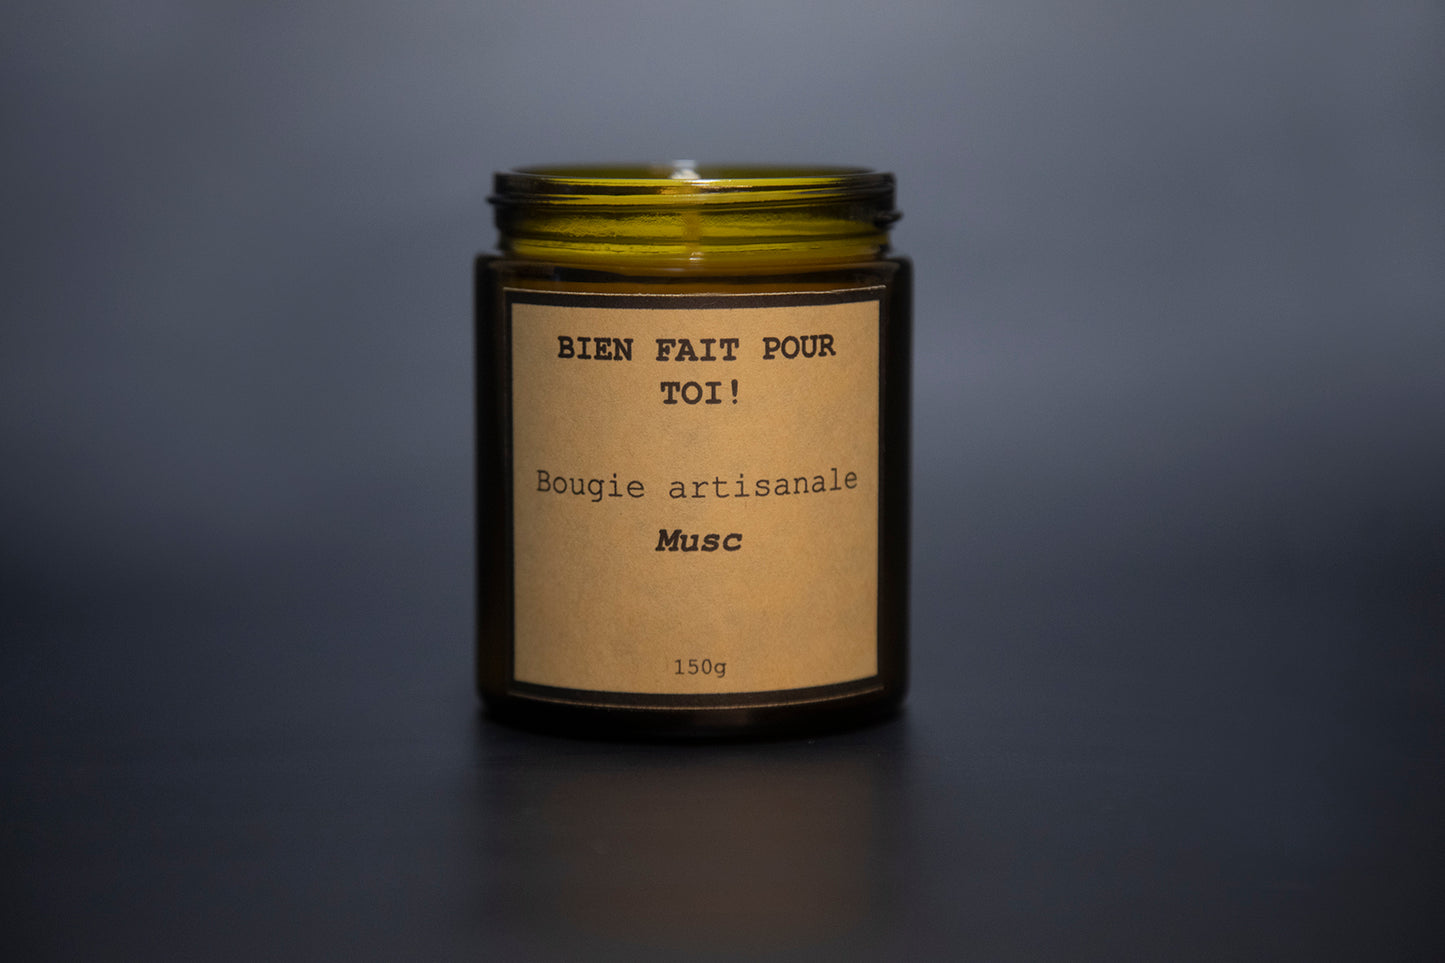 BIEN FAIT POUR
TOI!
Bougie artisanale
Musc
150g